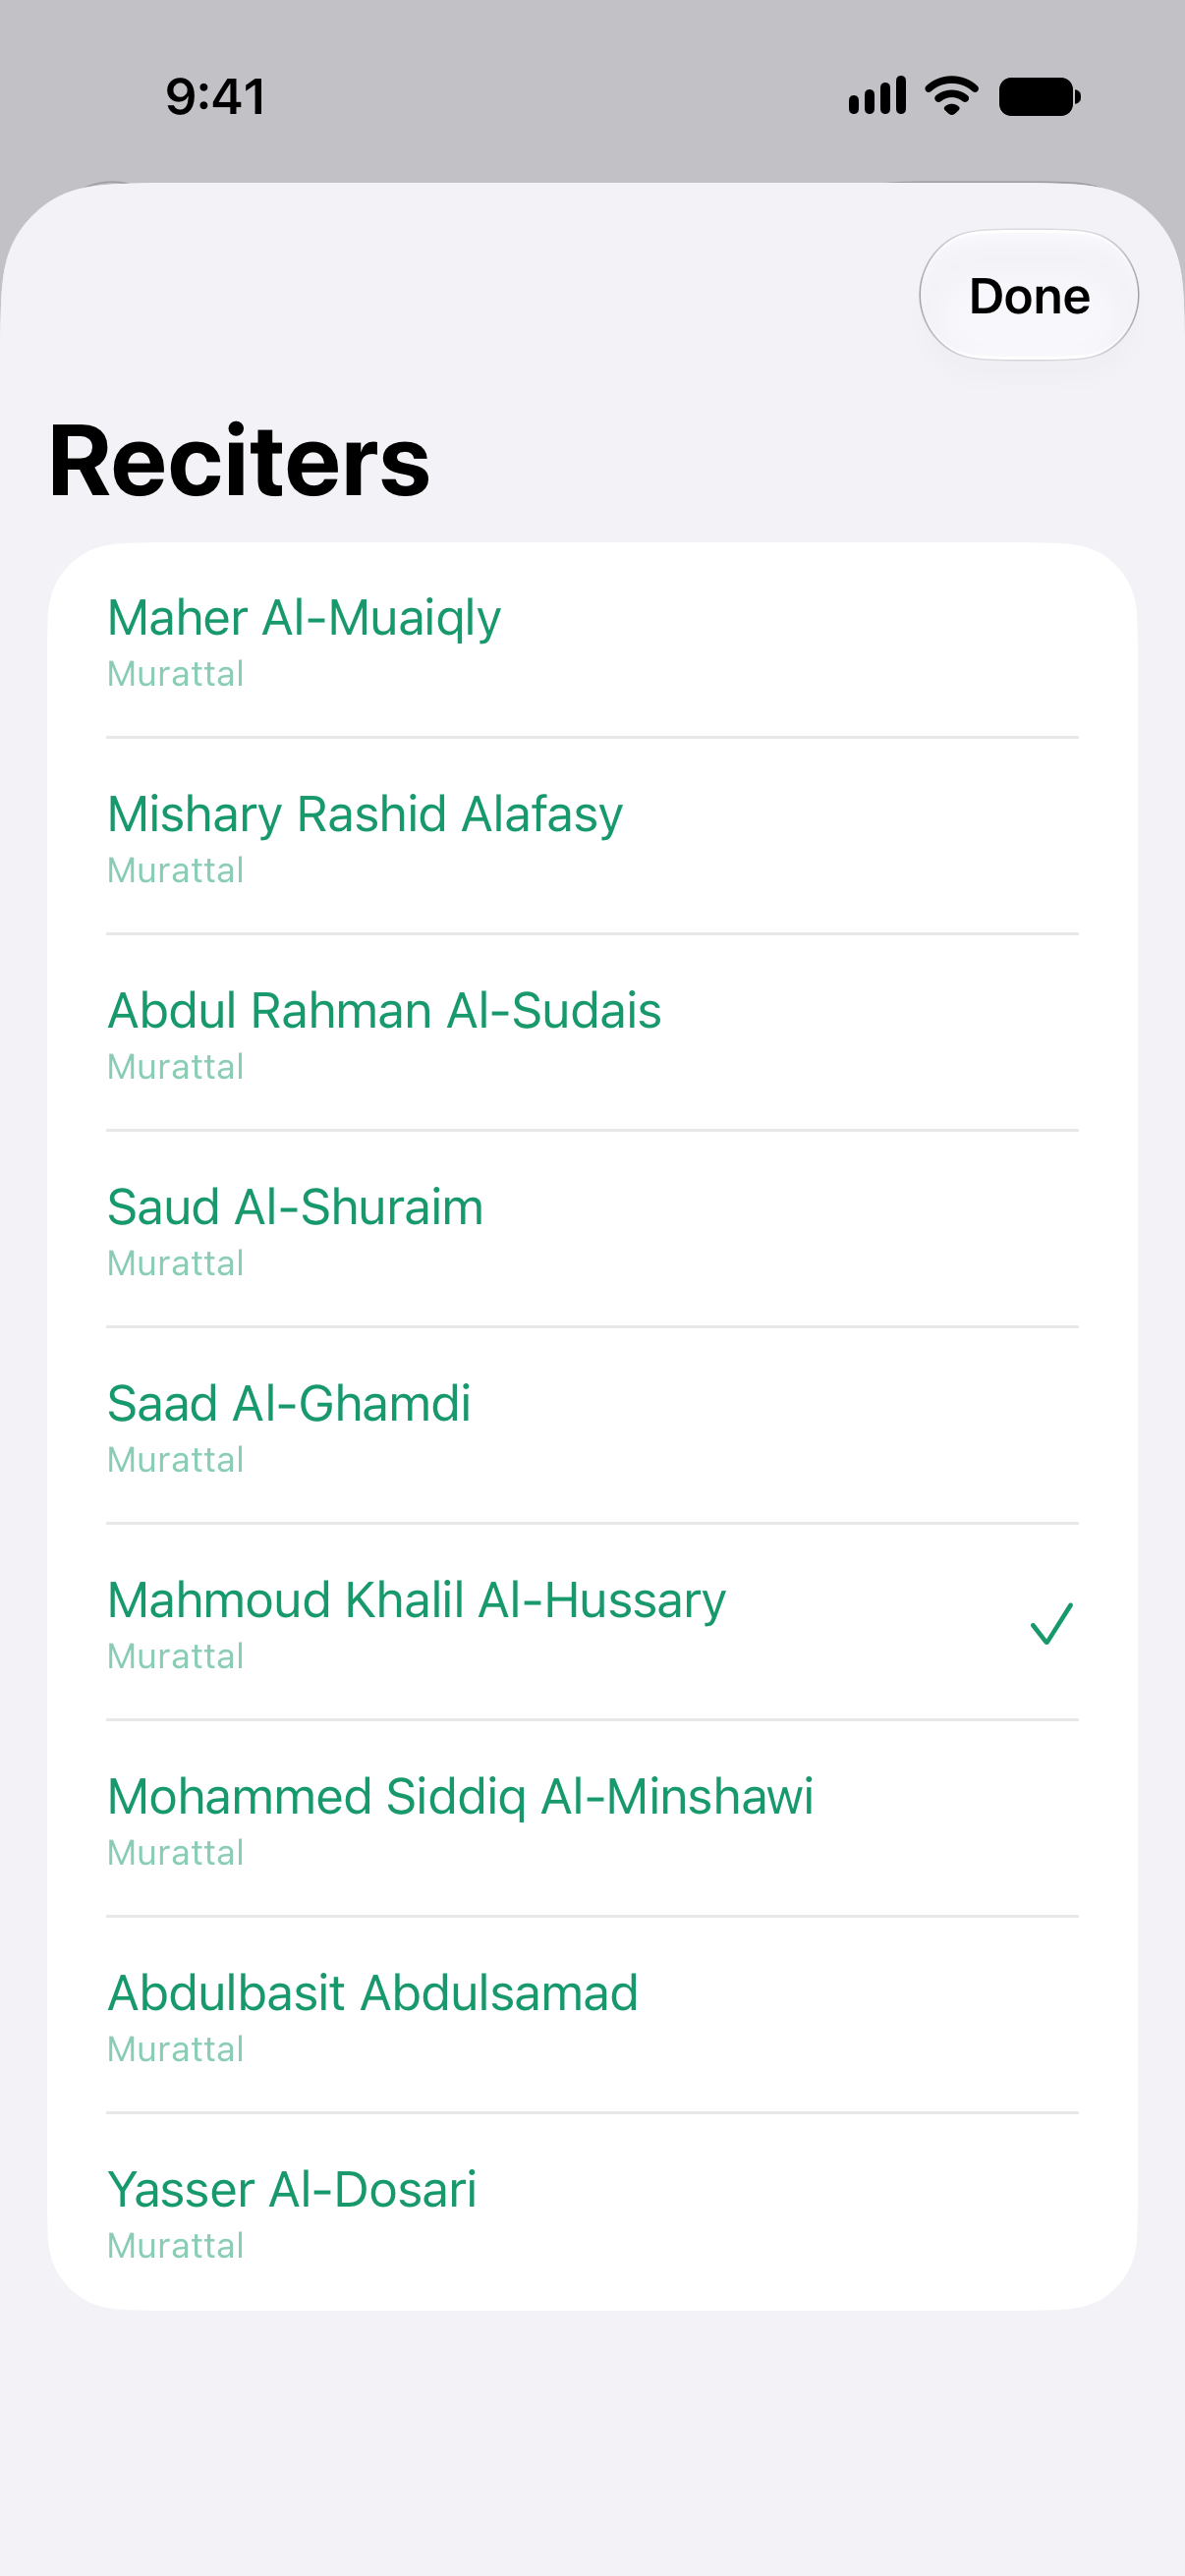 9:41
Done
Reciters
Maher Al-Muaiqly
Murattal
Mishary Rashid Alafasy
Murattal
Abdul Rahman Al-Sudais
Murattal
Saud Al-Shuraim
Murattal
Saad Al-Ghamdi
Murattal
Mahmoud Khalil Al-Hussary
Murattal
Mohammed Siddiq Al-Minshawi
Murattal
Abdulbasit Abdulsamad
Murattal
Yasser Al-Dosari
Murattal